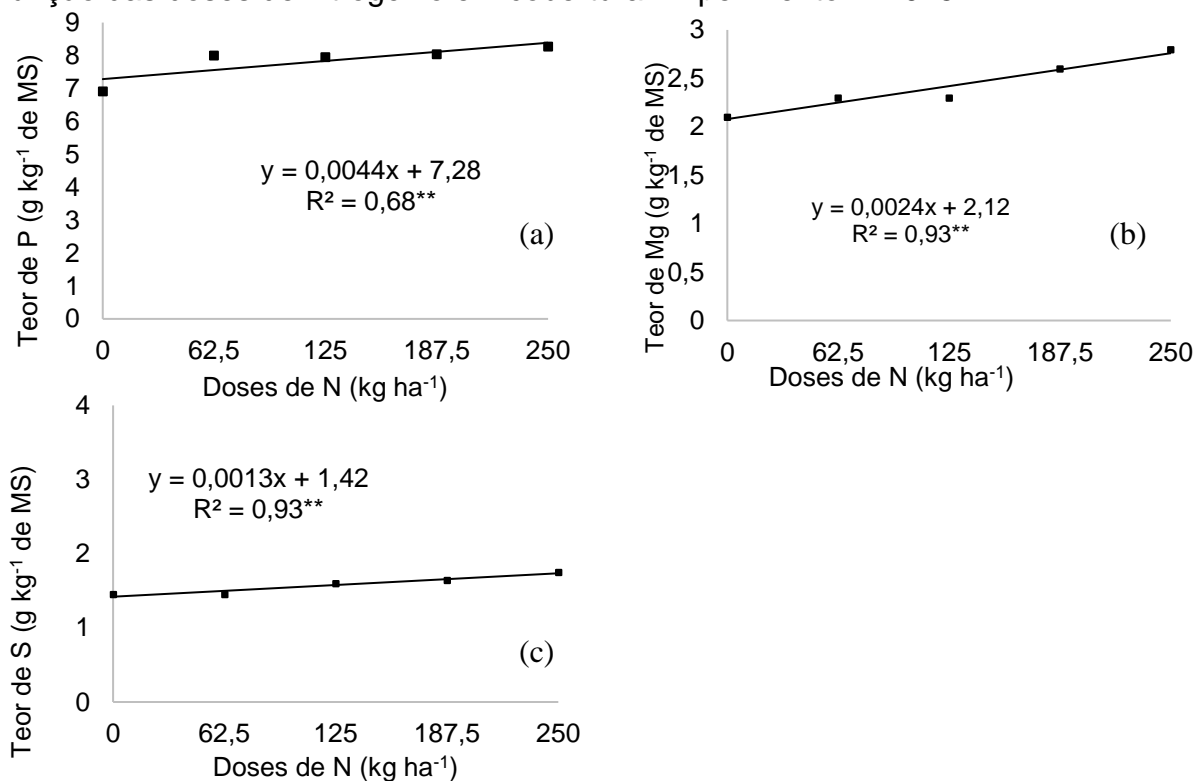 das doses de
9
8
7
6
5
4
3
2
1
0
Teor de P (g kg⁻¹ de MS)
y = 0,0044x + 7,28
R² = 0,68**
(a)
0 62,5 125 187,5 250
Doses de N (kg ha⁻¹)
3
2,5
2
1,5
1
0,5
0
Teor de Mg (g kg⁻¹ de MS)
y = 0,0024x + 2,12
R² = 0,93**
(b)
0 62,5 125 187,5 250
Doses de N (kg ha⁻¹)
4
3
2
1
0
Teor de S (g kg⁻¹ de MS)
y = 0,0013x + 1,42
R² = 0,93**
(c)
0 62,5 125 187,5 250
Doses de N (kg ha⁻¹)